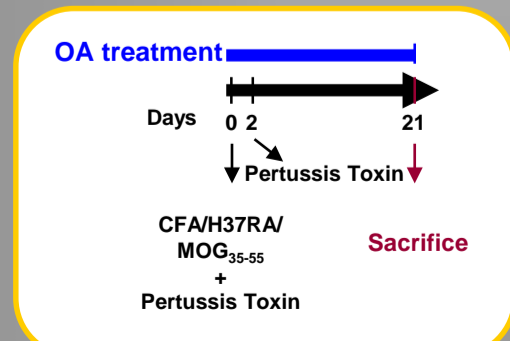 OA treatment
Days 0 2 21
Pertussis Toxin
CFA/H37RA/
MOG35-55
+
Pertussis Toxin
Sacrifice